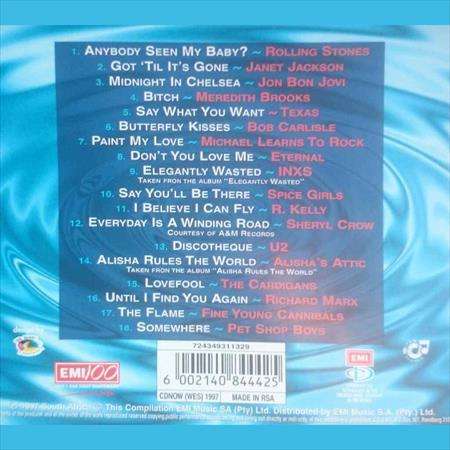 1. ANYBODY SEEN MY BABY? ~ ROLLING STONES
2. GOT 'TIL IT'S GONE ~ JANET JACKSON
3. MIDNIGHT IN CHELSEA ~ JON BON JOVI
4. BITCH ~ MEREDITH BROOKS
5. SAY WHAT YOU WANT ~ TEXAS
6. BUTTERFLY KISSES ~ BOB CARLISLE
7. PAINT MY LOVE ~ MICHAEL LEARNS TO ROCK
8. DON'T YOU LOVE ME ~ ETERNAL
9. ELEGANTLY WASTED ~ INXS
TAKEN FROM THE ALBUM "ELEGANTLY WASTED"
10. SAY YOU'LL BE THERE ~ SPICE GIRLS
11. I BELIEVE I CAN FLY ~ R. KELLY
12. EVERYDAY IS A WINDING ROAD ~ SHERYL CROW
COURTESY OF A&M RECORDS
13. DISCOTHEQUE ~ U2
14. ALISHA RULES THE WORLD ~ ALISHA'S ATTIC
TAKEN FROM THE ALBUM "ALISHA RULES THE WORLD"
15. LOVEFOOL ~ THE CARDIGANS
16. UNTIL I FIND YOU AGAIN ~ RICHARD MARX
17. THE FLAME ~ FINE YOUNG CANNIBALS
18. SOMEWHERE ~ PET SHOP BOYS
design by
724349311329
EMI 100
EMI
6 002140 844425
CDNOW (WES) 1997 MADE IN RSA
© 1997 South Africa This Compilation EMI Music SA (Pty) Ltd. Distributed by EMI Music S.A. (Pty.) Ltd.